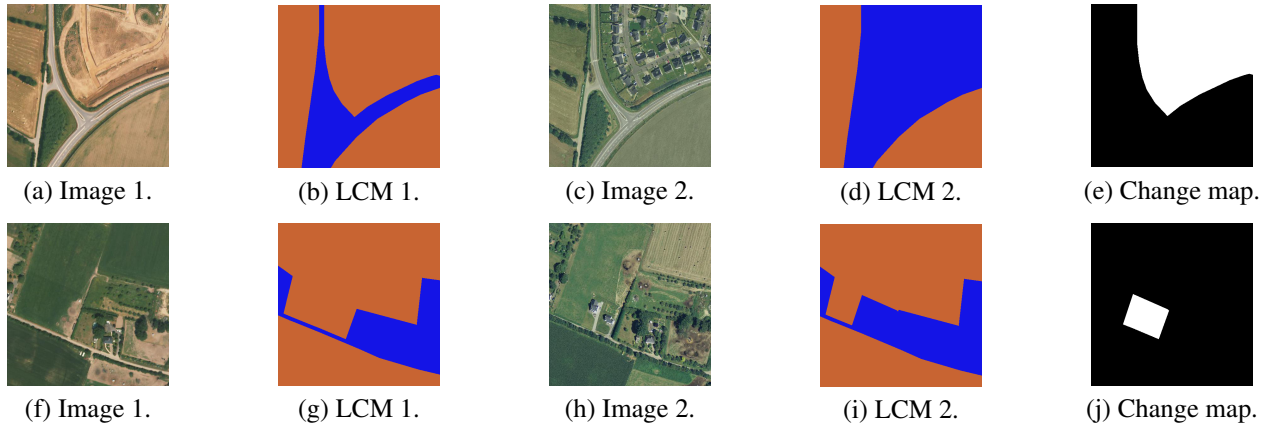 (a) Image 1. (b) LCM 1. (c) Image 2. (d) LCM 2. (e) Change map.
(f) Image 1. (g) LCM 1. (h) Image 2. (i) LCM 2. (j) Change map.